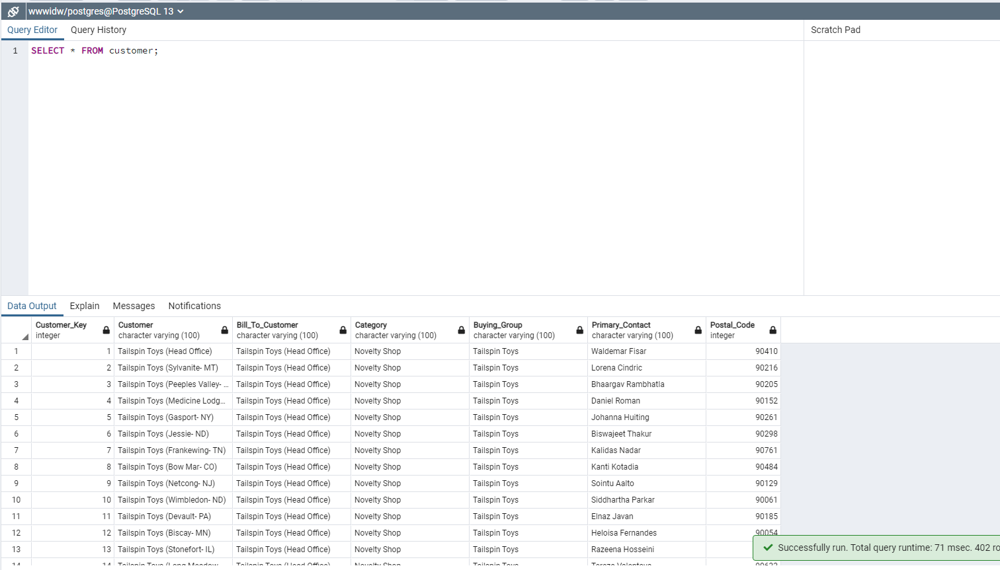 wwwidw/postgres@PostgreSQL 13
Query Editor Query History Scratch Pad
1 SELECT * FROM customer;
Data Output Explain Messages Notifications
Customer_Key Customer Bill_To_Customer Category Buying_Group Primary_Contact Postal_Code
integer character varying (100) character varying (100) character varying (100) character varying (100) character varying (100) integer
1 1 Tailspin Toys (Head Office) Tailspin Toys (Head Office) Novelty Shop Tailspin Toys Waldemar Fisar 90410
2 2 Tailspin Toys (Sylvanite- MT) Tailspin Toys (Head Office) Novelty Shop Tailspin Toys Lorena Cindric 90216
3 3 Tailspin Toys (Peeples Valley- ... Tailspin Toys (Head Office) Novelty Shop Tailspin Toys Bhaargav Rambhatla 90205
4 4 Tailspin Toys (Medicine Lodg... Tailspin Toys (Head Office) Novelty Shop Tailspin Toys Daniel Roman 90152
5 5 Tailspin Toys (Gasport- NY) Tailspin Toys (Head Office) Novelty Shop Tailspin Toys Johanna Huiting 90261
6 6 Tailspin Toys (Jessie- ND) Tailspin Toys (Head Office) Novelty Shop Tailspin Toys Biswajeet Thakur 90298
7 7 Tailspin Toys (Frankewing- TN) Tailspin Toys (Head Office) Novelty Shop Tailspin Toys Kalidas Nadar 90761
8 8 Tailspin Toys (Bow Mar- CO) Tailspin Toys (Head Office) Novelty Shop Tailspin Toys Kanti Kotadia 90484
9 9 Tailspin Toys (Netcong- NJ) Tailspin Toys (Head Office) Novelty Shop Tailspin Toys Sointu Aalto 90129
10 10 Tailspin Toys (Wimbledon- ND) Tailspin Toys (Head Office) Novelty Shop Tailspin Toys Siddhartha Parkar 90061
11 11 Tailspin Toys (Devault- PA) Tailspin Toys (Head Office) Novelty Shop Tailspin Toys Elnaz Javan 90185
12 12 Tailspin Toys (Biscay- MN) Tailspin Toys (Head Office) Novelty Shop Tailspin Toys Heloisa Fernandes 90054
13 13 Tailspin Toys (Stonefort- IL) Tailspin Toys (Head Office) Novelty Shop Tailspin Toys Razeena Hosseini
Successfully run. Total query runtime: 71 msec. 402 ro
14 14 Tailspin Toys (Long Meadow Tailspin Toys (Head Office) Novelty Shop Tailspin Toys